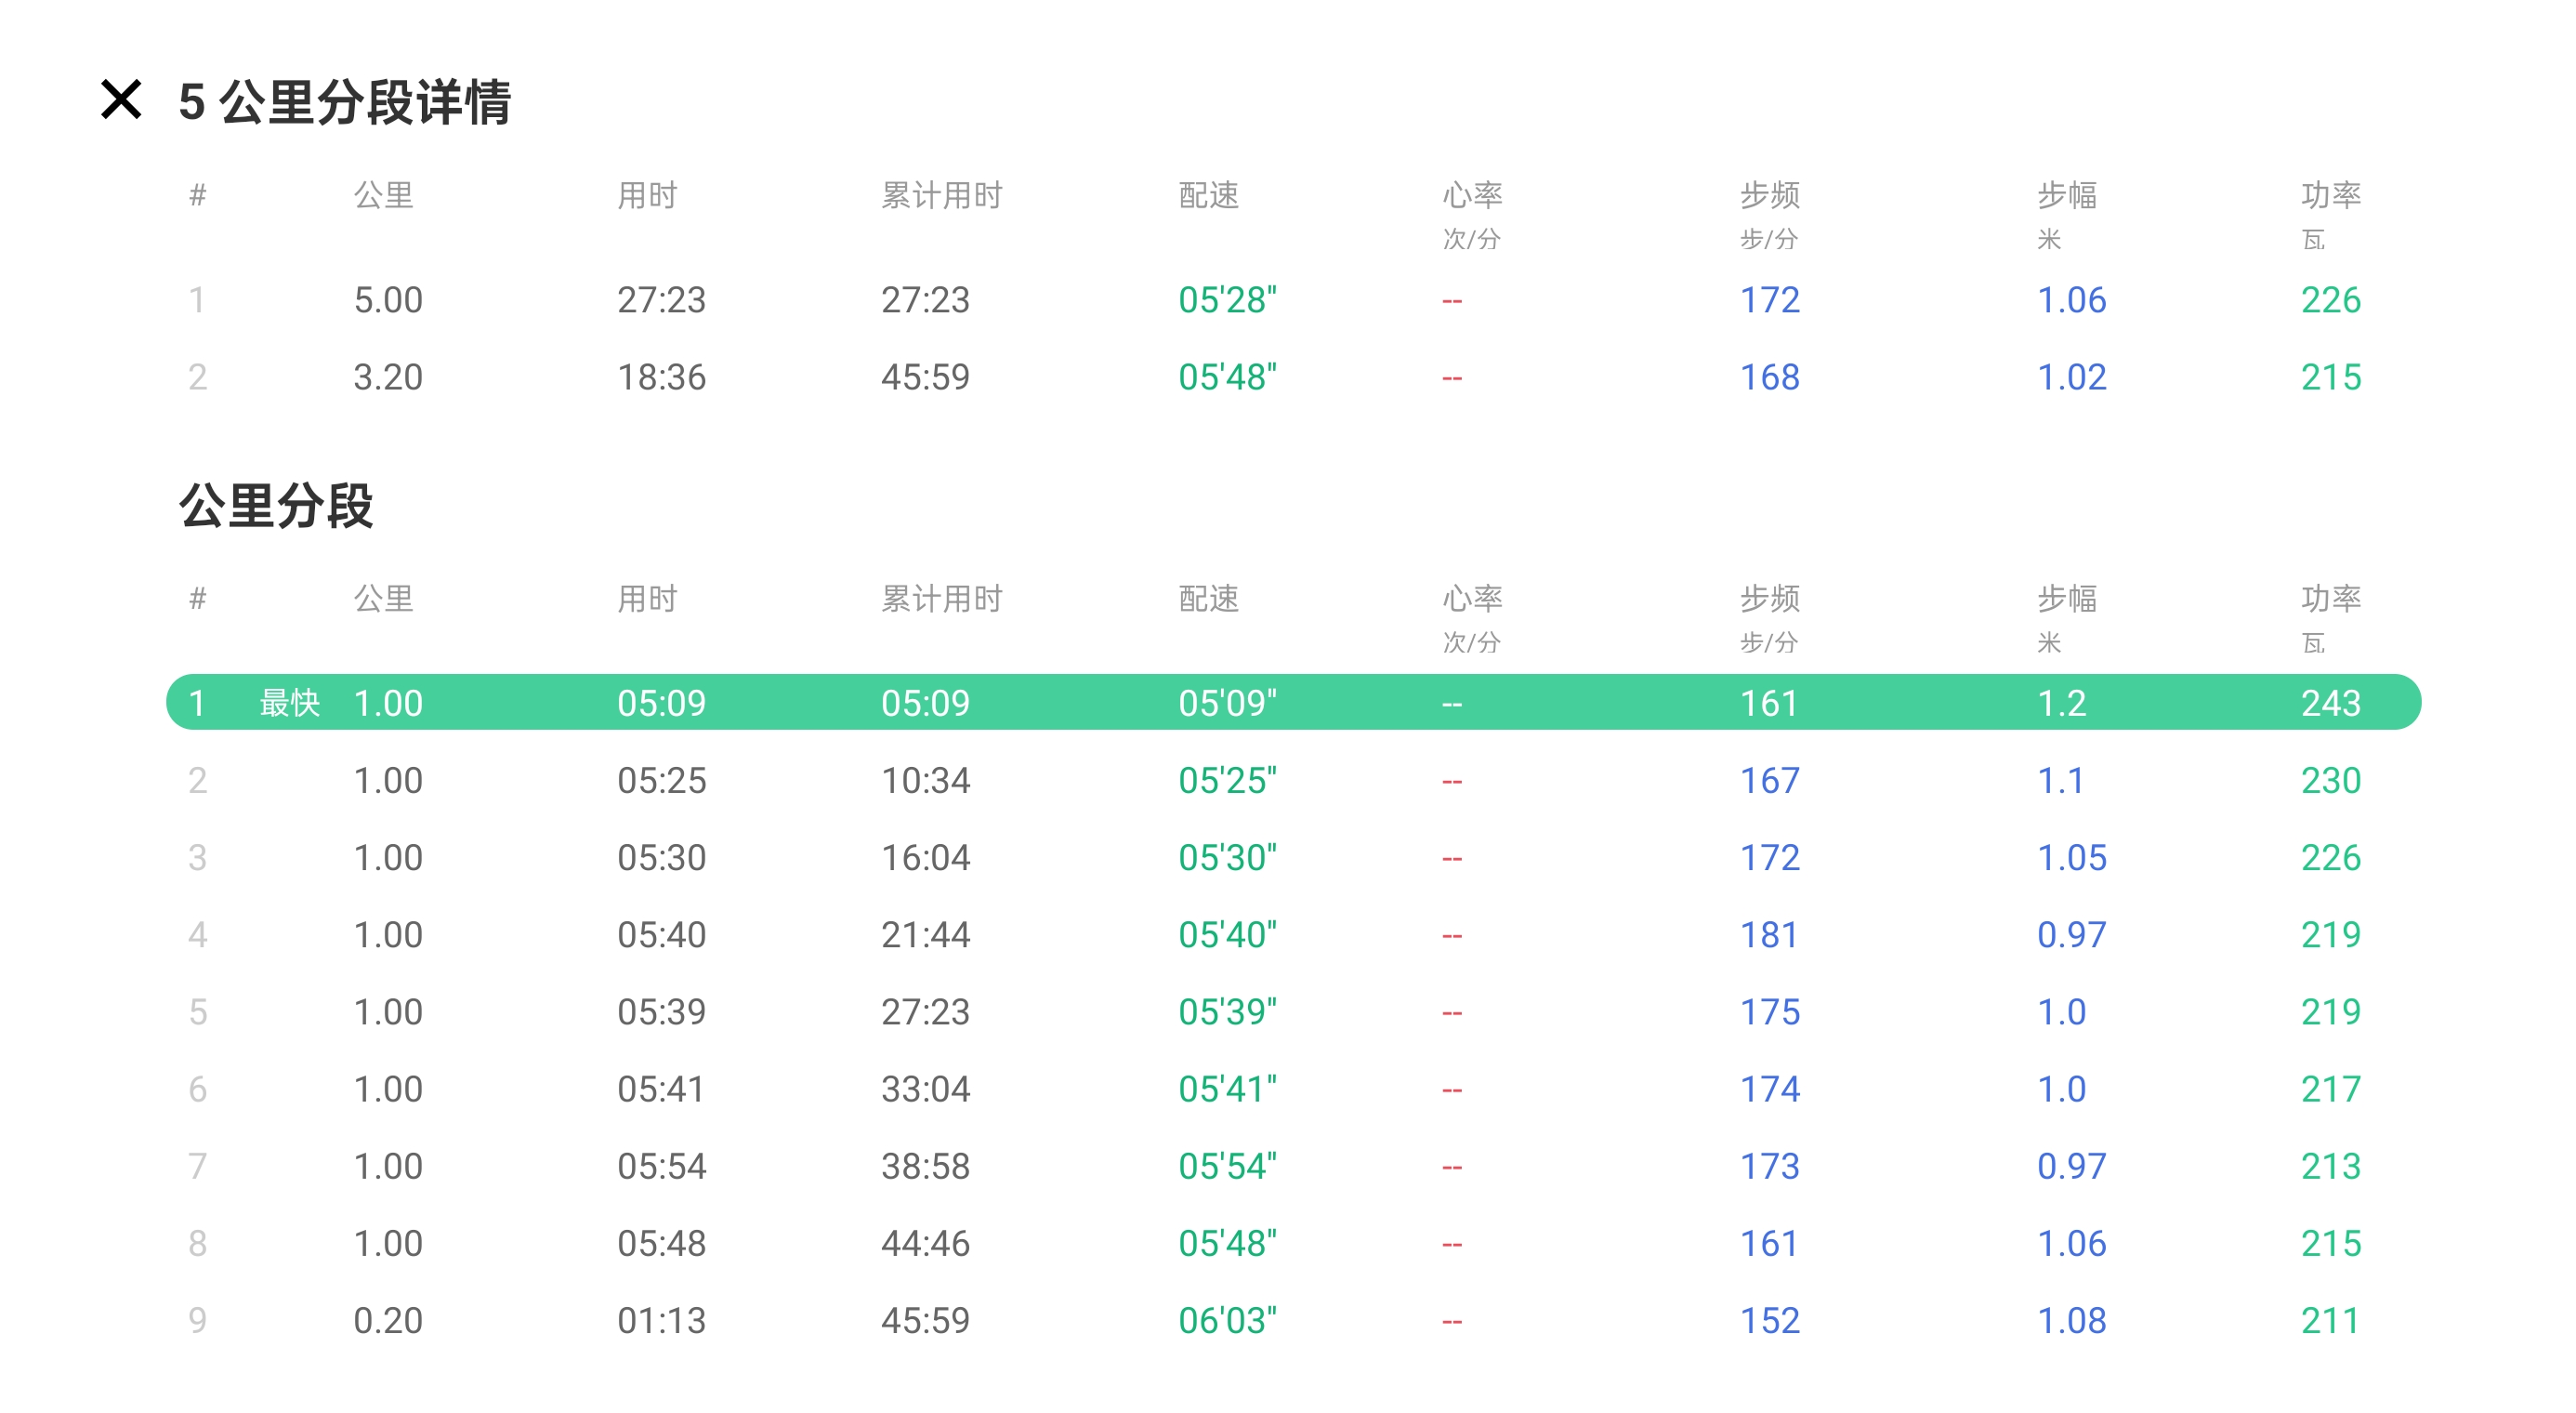 5 公里分段详情
# 公里 用时 累计用时 配速 心率 步频 步幅 功率
次/分 步/分 米 瓦
1 5.00 27:23 27:23 05'28" -- 172 1.06 226
2 3.20 18:36 45:59 05'48" -- 168 1.02 215
公里分段
# 公里 用时 累计用时 配速 心率 步频 步幅 功率
次/分 步/分 米 瓦
1 最快 1.00 05:09 05:09 05'09" -- 161 1.2 243
2 1.00 05:25 10:34 05'25" -- 167 1.1 230
3 1.00 05:30 16:04 05'30" -- 172 1.05 226
4 1.00 05:40 21:44 05'40" -- 181 0.97 219
5 1.00 05:39 27:23 05'39" -- 175 1.0 219
6 1.00 05:41 33:04 05'41" -- 174 1.0 217
7 1.00 05:54 38:58 05'54" -- 173 0.97 213
8 1.00 05:48 44:46 05'48" -- 161 1.06 215
9 0.20 01:13 45:59 06'03" -- 152 1.08 211